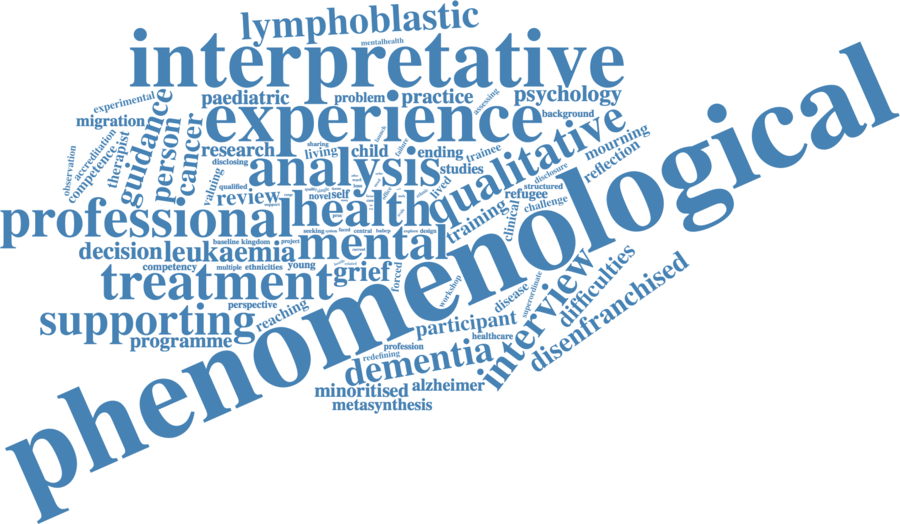 lymphoblastic
mentalhealth
interpretative
experimental
paediatric
problem
practice
assessing
psychology
migration
guidance
person
cancer
experience
background
observation
accreditation
competence
therapist
research
sharing
living
child
failure
ending
trainee
qualitative
mourning
reflection
disclosing
analysis
studies
disclosure
valuing
qualified
review
novel
self
lived
structured
refugee
challenge
professional
health
training
clinical
phenomenological
seeking
faced
central
babcp
explore
design
decision
leukaemia
baseline
kingdom
project
mental
competency
multiple
ethnicities
young
grief
forced
treatment
workshop
disease
superordinate
interview
difficulties
disenfranchised
perspective
reaching
supporting
programme
participant
healthcare
profession
redefining
dementia
minoritised
alzheimer
metasynthesis